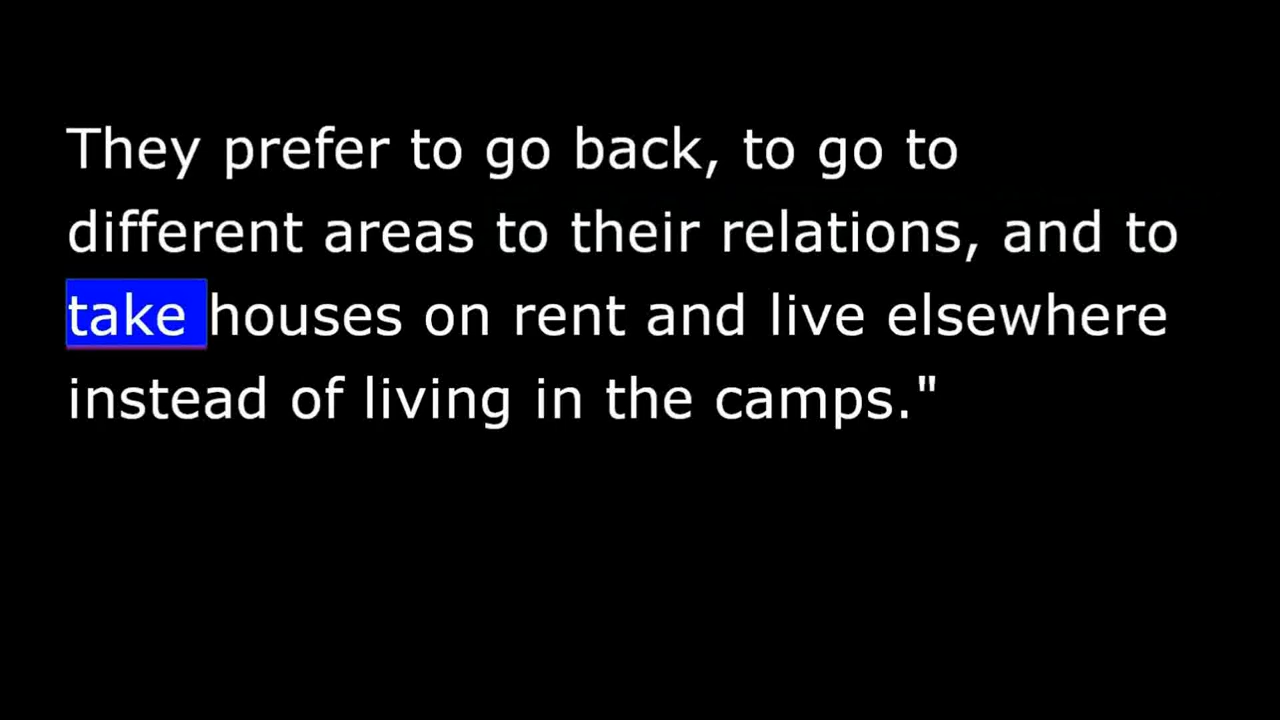 They prefer to go back, to go to
different areas to their relations, and to
take houses on rent and live elsewhere
instead of living in the camps."